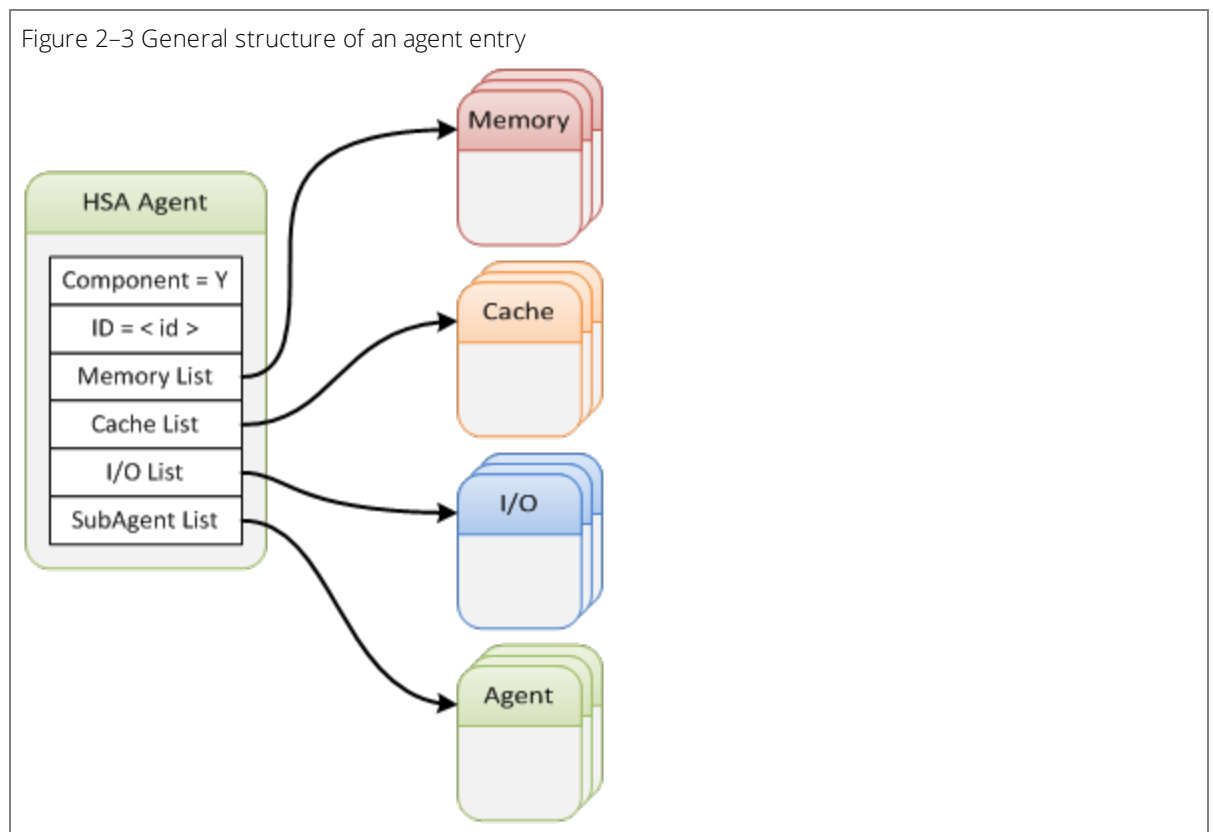 Figure 2–3 General structure of an agent entry
Memory
HSA Agent
Component = Y
ID = < id >
Memory List
Cache List
I/O List
SubAgent List
Cache
I/O
Agent